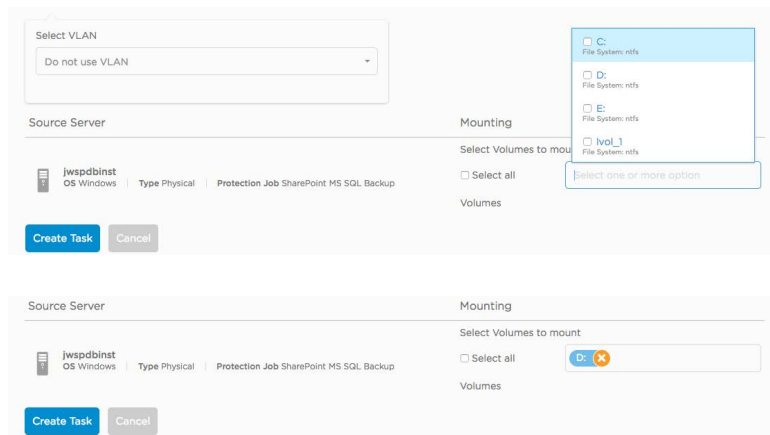 Select VLAN
Do not use VLAN
C:
File System: ntfs
D:
File System: ntfs
E:
File System: ntfs
lvol_1
File System: ntfs
Source Server
Mounting
Select Volumes to mou
jwspdbinst
OS Windows Type Physical Protection Job SharePoint MS SQL Backup
Select all
Select one or more option
Volumes
Create Task Cancel
Source Server
Mounting
Select Volumes to mount
jwspdbinst
OS Windows Type Physical Protection Job SharePoint MS SQL Backup
Select all
D:
Volumes
Create Task Cancel